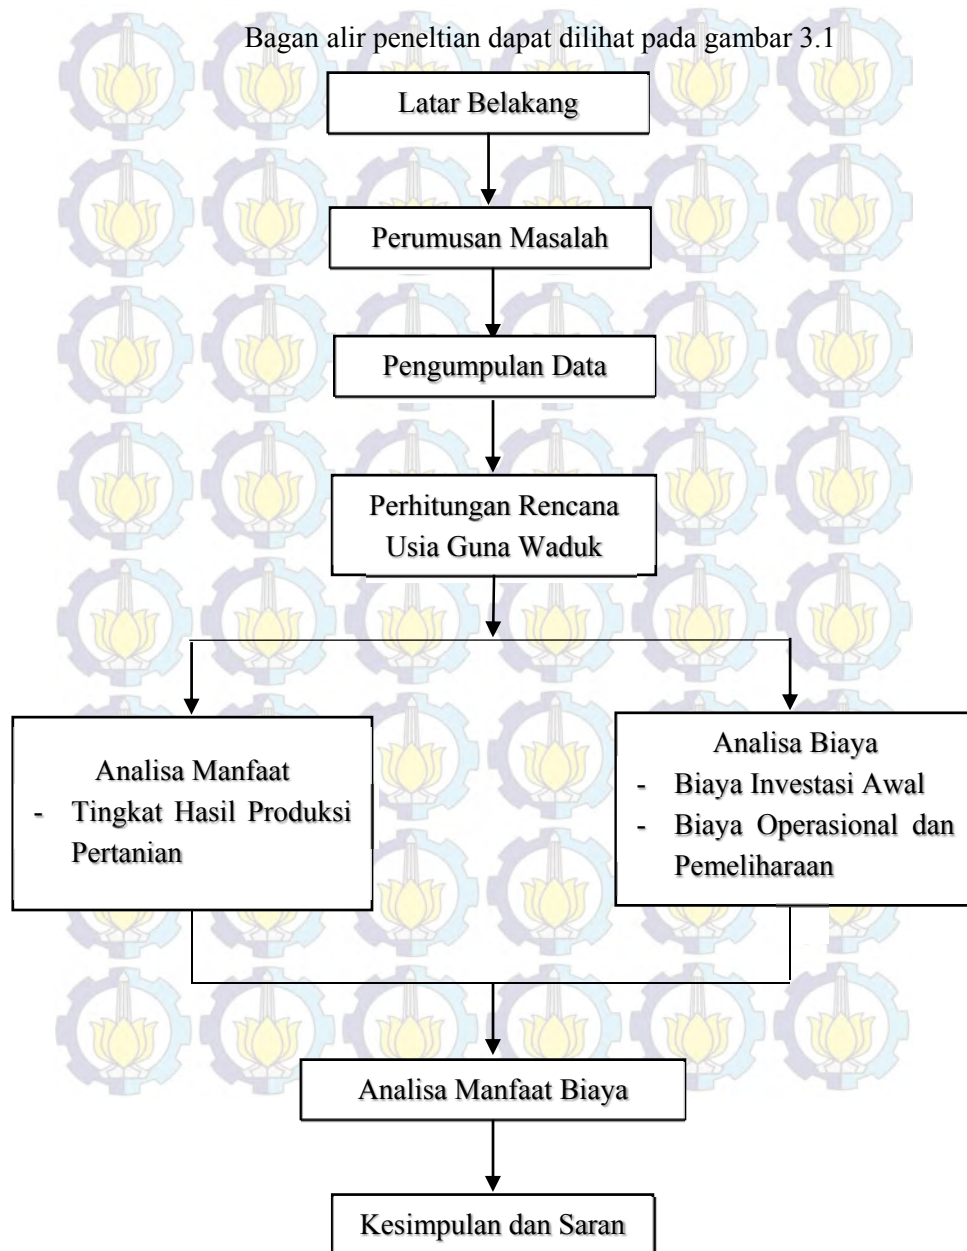 Bagan alir peneltian dapat dilihat pada gambar 3.1
Latar Belakang
Perumusan Masalah
Pengumpulan Data
Perhitungan Rencana
Usia Guna Waduk
Analisa Manfaat
- Tingkat Hasil Produksi
Pertanian
Analisa Biaya
- Biaya Investasi Awal
- Biaya Operasional dan
Pemeliharaan
Analisa Manfaat Biaya
Kesimpulan dan Saran